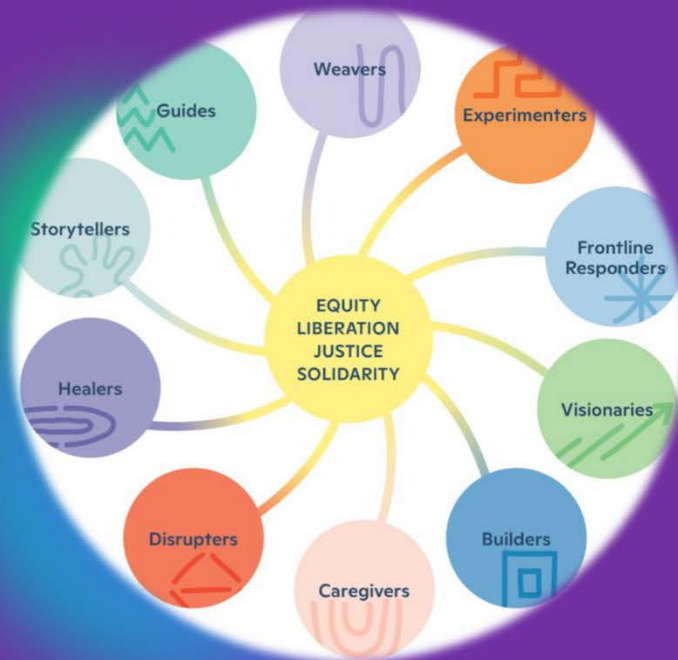 Weavers
Experimenters
Frontline
Responders
Visionaries
Builders
Caregivers
Disrupters
Healers
Storytellers
Guides
EQUITY
LIBERATION
JUSTICE
SOLIDARITY